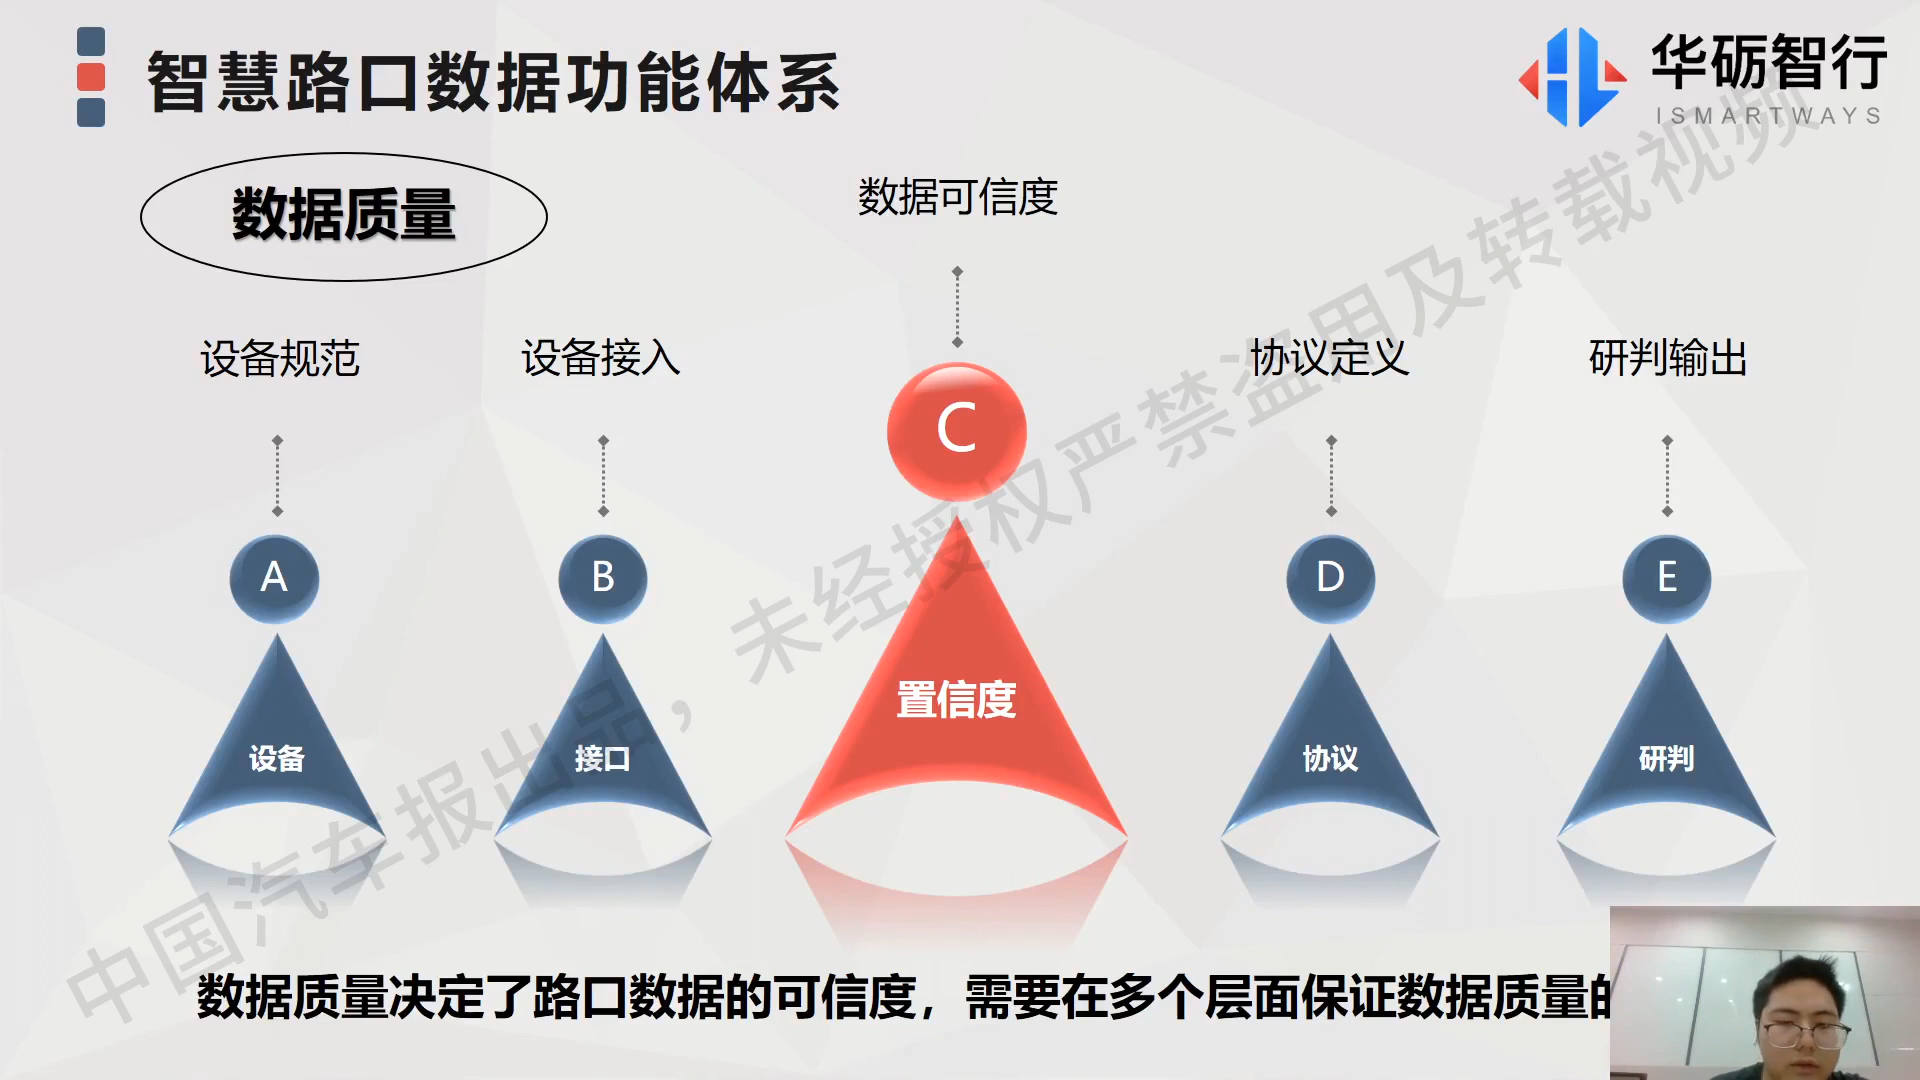 智慧路口数据功能体系
华砺智行
ISMARTWAYS
数据质量
数据可信度
设备规范
设备接入
协议定义
研判输出
C
A
B
D
E
置信度
设备
接口
协议
研判
中国汽车报出品，未经授权严禁盗用及转载视频
数据质量决定了路口数据的可信度，需要在多个层面保证数据质量的